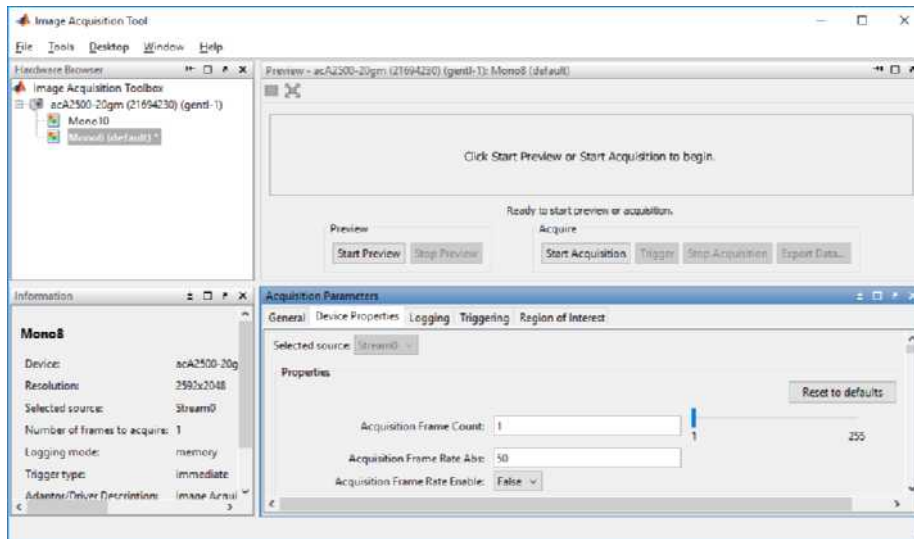 Image Acquisition Tool
File Tools Desktop Window Help
Hardware Browser
Image Acquisition Toolbox
acA2500-20gm (21694230) (gentl-1)
Mono10
Mono8 (default) *
Preview - acA2500-20gm (21694230) (gentl-1): Mono8 (default)
Click Start Preview or Start Acquisition to begin.
Ready to start preview or acquisition.
Preview
Start Preview Stop Preview
Acquire
Start Acquisition Trigger Stop Acquisition Export Data...
Information
Mono8
Device: acA2500-20g
Resolution: 2592x2048
Selected source: Stream0
Number of frames to acquire: 1
Logging mode: memory
Trigger type: immediate
Adaptor/Driver Description: Image Acqui
Acquisition Parameters
General Device Properties Logging Triggering Region of Interest
Selected source: Stream0
Properties
Reset to defaults
Acquisition Frame Count: 1
1 255
Acquisition Frame Rate Abs: 50
Acquisition Frame Rate Enable: False